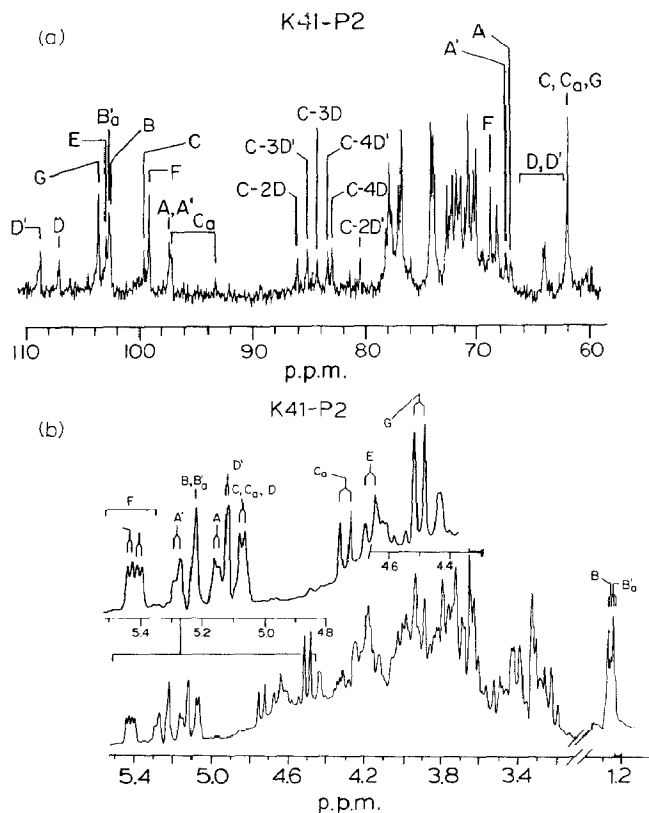 K41-P2
(a)
A
A'
C, Cₐ, G
B'ₐ
E
B
C
G
F
C-3D
C-3D'
C-4D'
F
D, D'
A, A'
Cₐ
C-2D
C-4D
C-2D'
D'
D
110 100 90 80 70 60
p.p.m.
K41-P2
(b)
G
D'
B, B'ₐ
C, Cₐ, D
Cₐ
E
F
A'
A
4.6 4.4
B
B'ₐ
5.4 5.2 5.0 4.8
5.4 5.0 4.6 4.2 3.8 3.4 1.2
p.p.m.